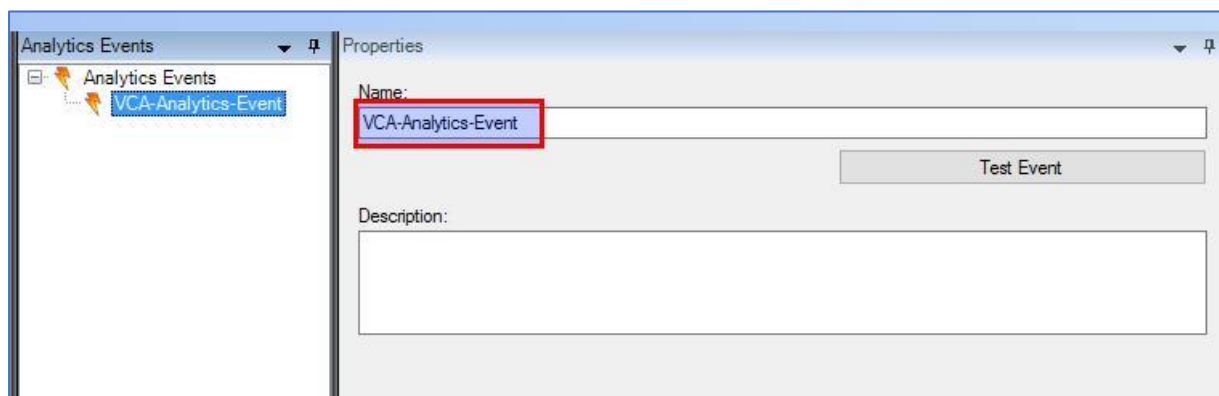 Analytics Events
Analytics Events
VCA-Analytics-Event
Properties
Name:
VCA-Analytics-Event
Test Event
Description: